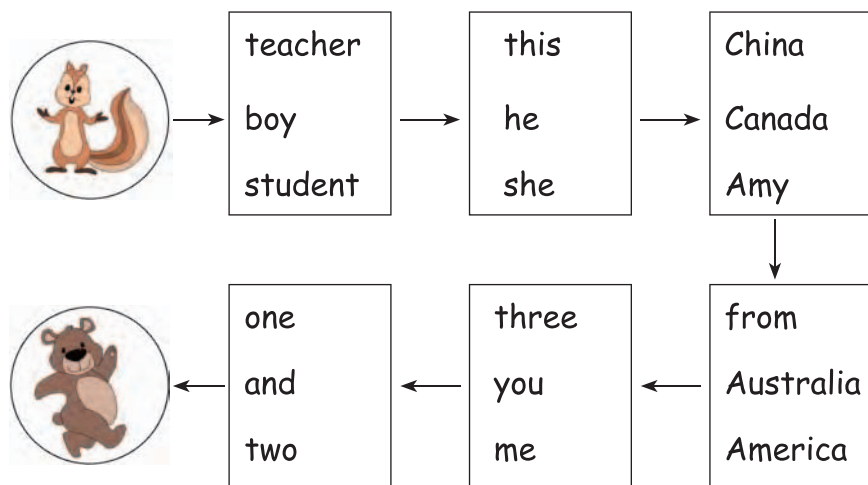 teacher
boy
student
this
he
she
China
Canada
Amy
from
Australia
America
three
you
me
one
and
two